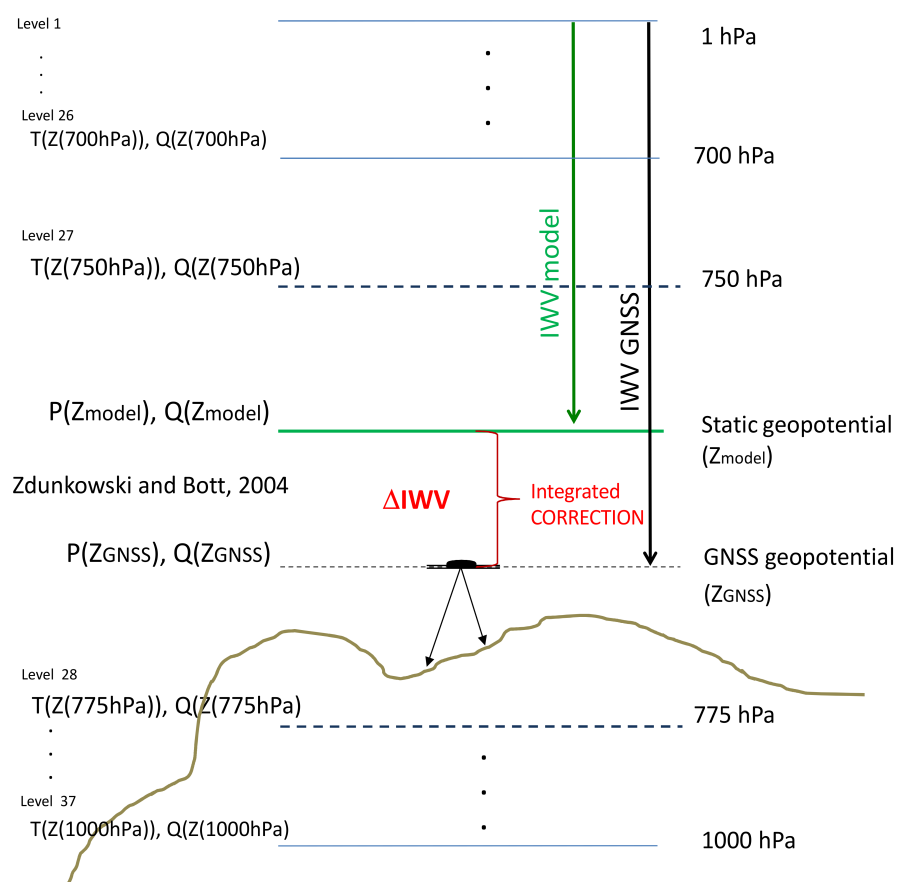 Level 1
1 hPa
Level 26
T(Z(700hPa)), Q(Z(700hPa)
700 hPa
Level 27
T(Z(750hPa)), Q(Z(750hPa)
750 hPa
IWV model
IWV GNSS
P(Zmodel), Q(Zmodel)
Static geopotential
(Zmodel)
Zdunkowski and Bott, 2004
ΔIWV
Integrated
CORRECTION
P(ZGNSS), Q(ZGNSS)
GNSS geopotential
(ZGNSS)
Level 28
T(Z(775hPa)), Q(Z(775hPa)
775 hPa
Level 37
T(Z(1000hPa)), Q(Z(1000hPa)
1000 hPa